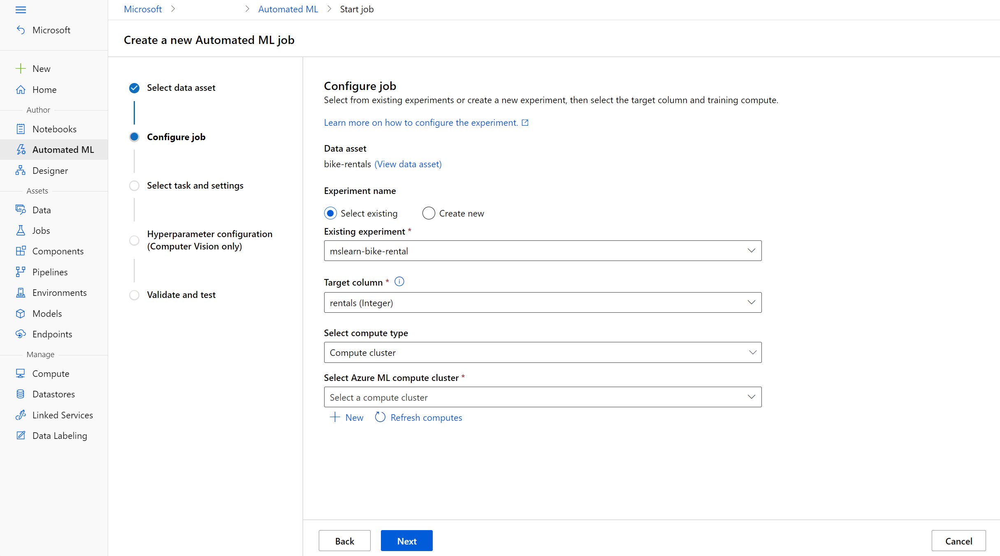 Microsoft
Automated ML
Start job
Microsoft
Create a new Automated ML job
New
Home
Author
Notebooks
Automated ML
Designer
Assets
Data
Jobs
Components
Pipelines
Environments
Models
Endpoints
Manage
Compute
Datastores
Linked Services
Data Labeling
Select data asset
Configure job
Select task and settings
Hyperparameter configuration
(Computer Vision only)
Validate and test
Configure job
Select from existing experiments or create a new experiment, then select the target column and training compute.
Learn more on how to configure the experiment.
Data asset
bike-rentals (View data asset)
Experiment name
Select existing
Create new
Existing experiment *
mslearn-bike-rental
Target column *
rentals (Integer)
Select compute type
Compute cluster
Select Azure ML compute cluster *
Select a compute cluster
New
Refresh computes
Back
Next
Cancel